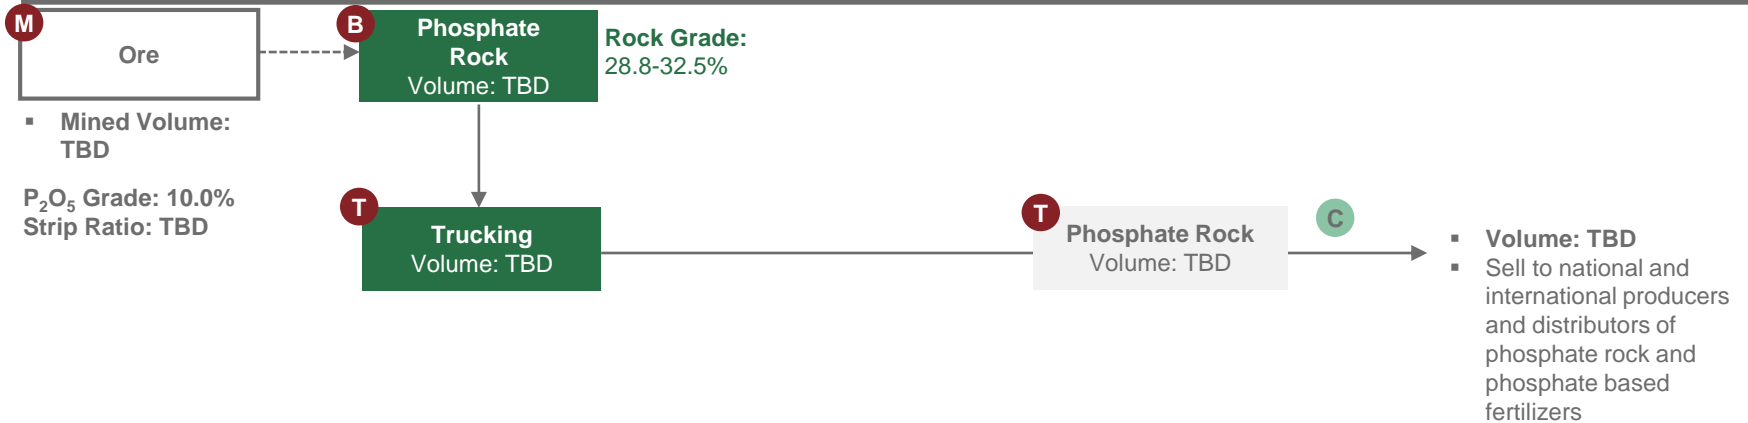 M
Ore
▪ Mined Volume:
TBD
P₂O₅ Grade: 10.0%
Strip Ratio: TBD
B
Phosphate
Rock
Volume: TBD
Rock Grade:
28.8-32.5%
T
Trucking
Volume: TBD
T
Phosphate Rock
Volume: TBD
C
▪ Volume: TBD
▪ Sell to national and
international producers
and distributors of
phosphate rock and
phosphate based
fertilizers